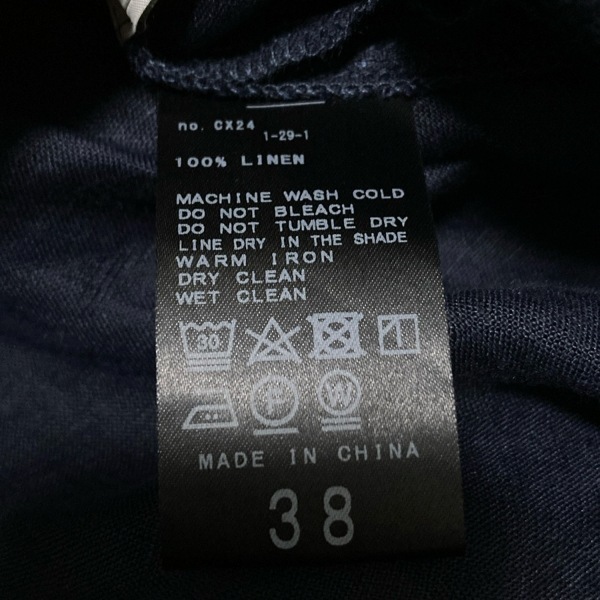 no. CX24
1-29-1
100% LINEN
MACHINE WASH COLD
DO NOT BLEACH
DO NOT TUMBLE DRY
LINE DRY IN THE SHADE
WARM IRON
DRY CLEAN
WET CLEAN
30
F W
MADE IN CHINA
38